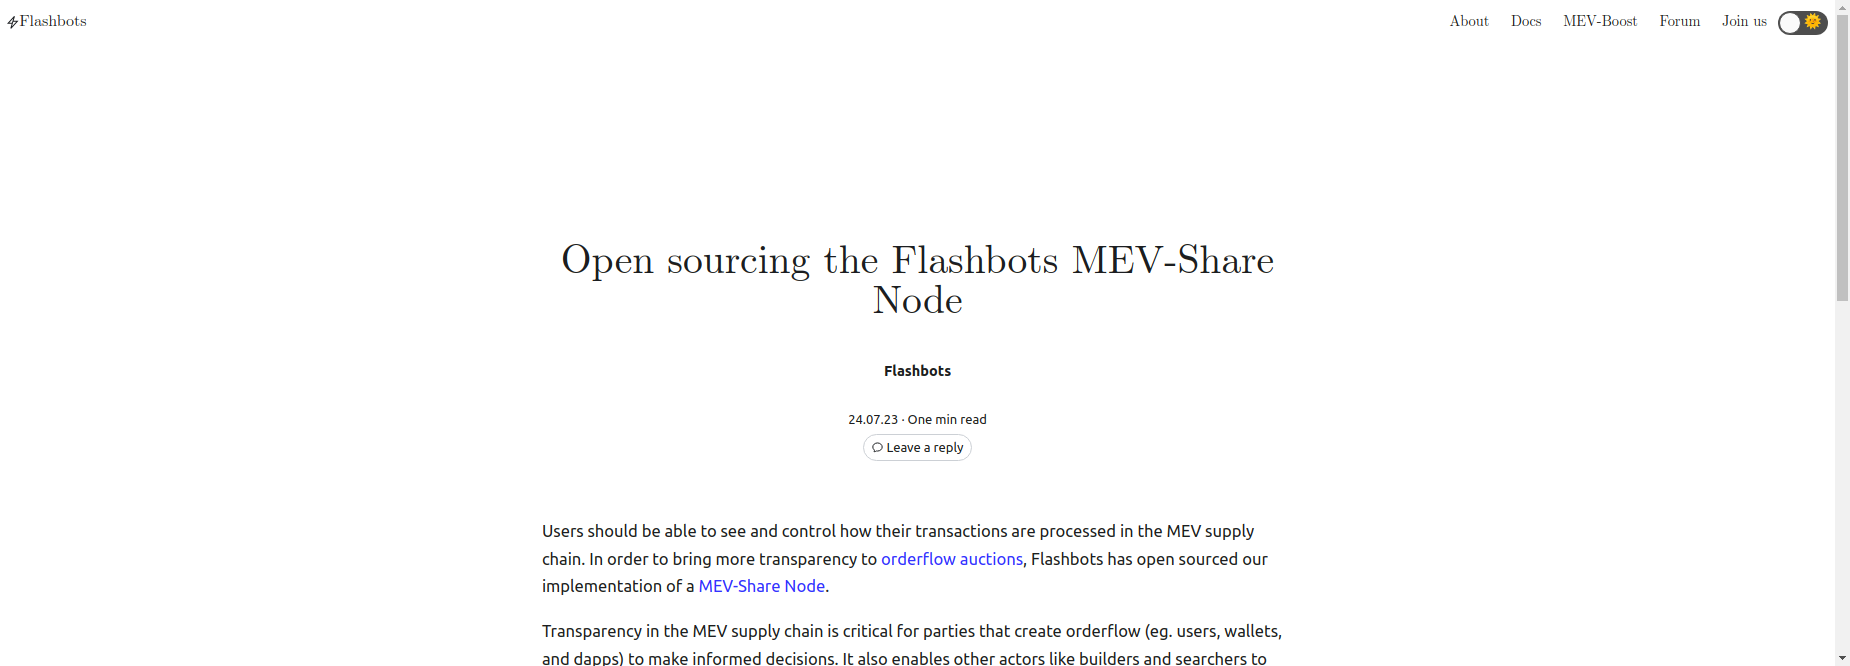 Flashbots
About Docs MEV-Boost Forum Join us
Open sourcing the Flashbots MEV-Share
Node
Flashbots
24.07.23 · One min read
Leave a reply
Users should be able to see and control how their transactions are processed in the MEV supply
chain. In order to bring more transparency to orderflow auctions, Flashbots has open sourced our
implementation of a MEV-Share Node.
Transparency in the MEV supply chain is critical for parties that create orderflow (eg. users, wallets,
and dapps) to make informed decisions. It also enables other actors like builders and searchers to